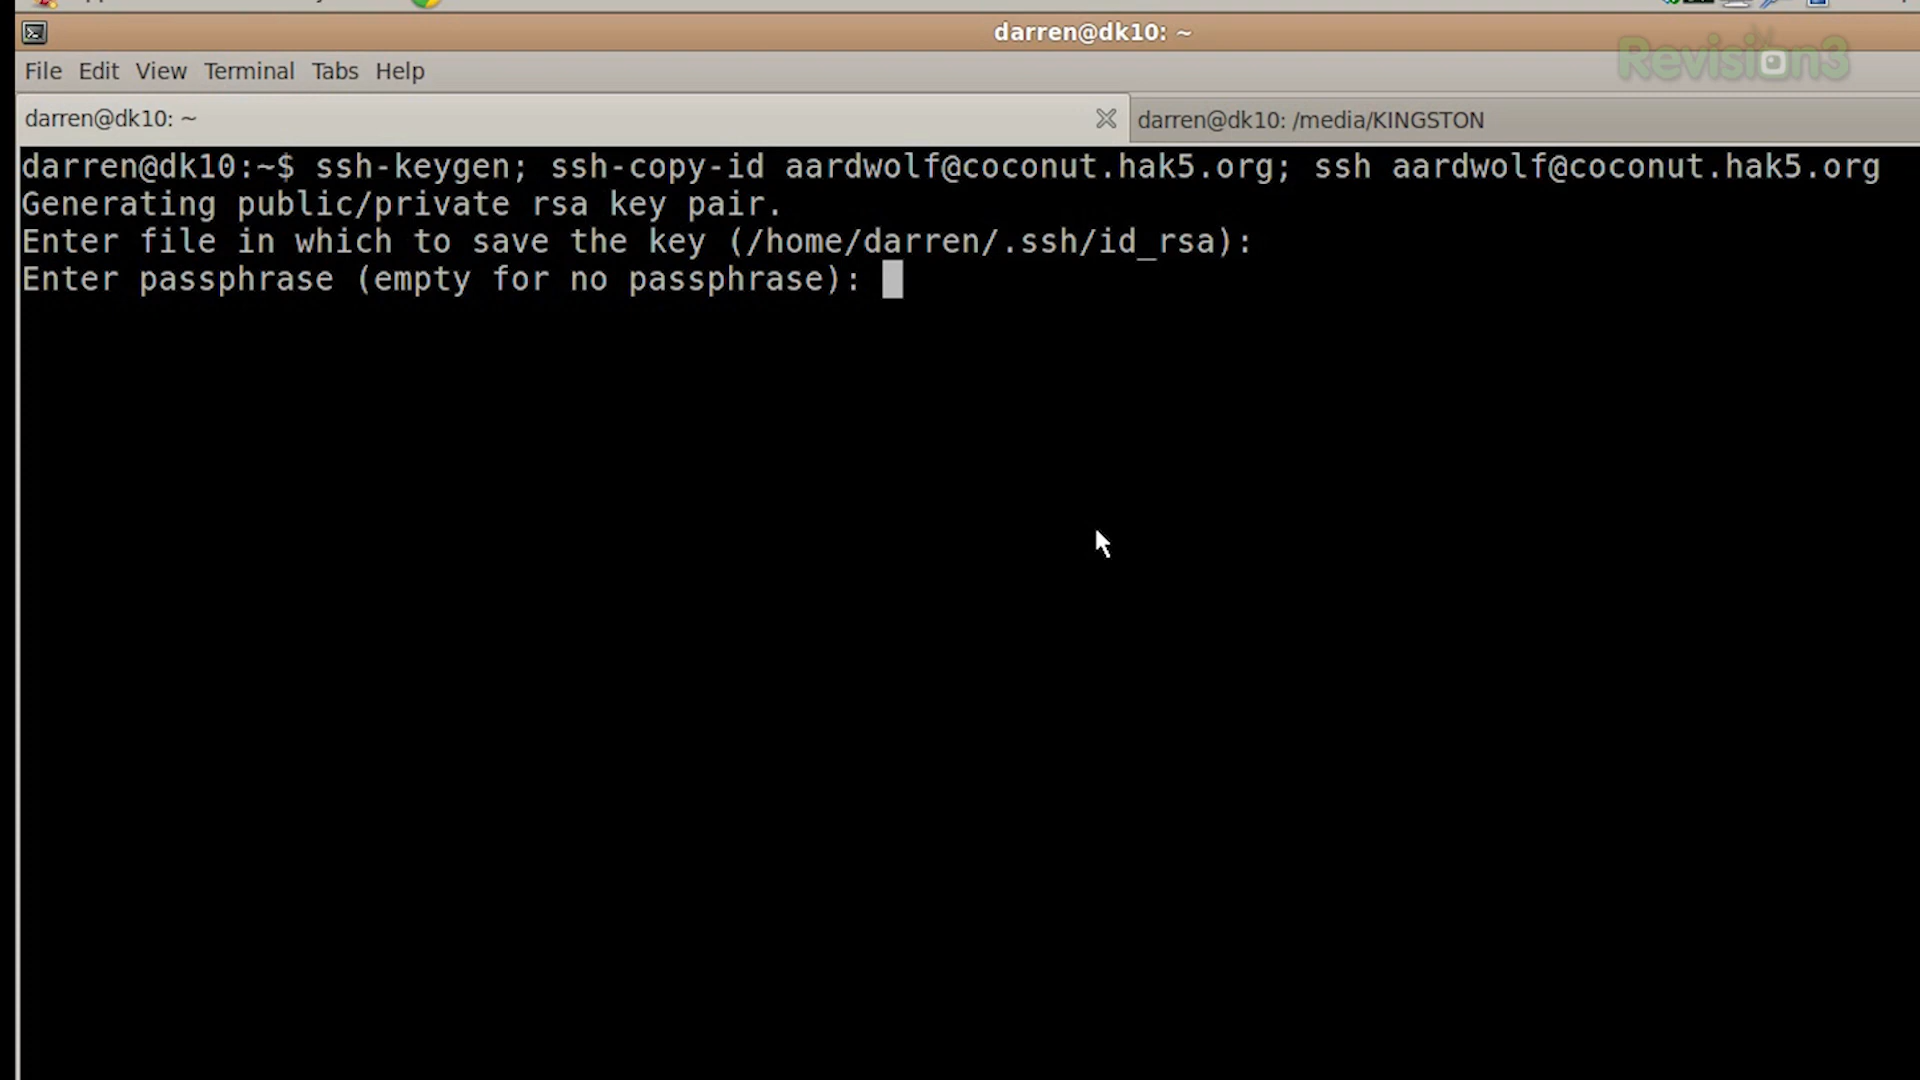 darren@dk10: ~
Revision3
File Edit View Terminal Tabs Help
darren@dk10: ~
darren@dk10: /media/KINGSTON
darren@dk10:~$ ssh-keygen; ssh-copy-id aardwolf@coconut.hak5.org; ssh aardwolf@coconut.hak5.org
Generating public/private rsa key pair.
Enter file in which to save the key (/home/darren/.ssh/id_rsa):
Enter passphrase (empty for no passphrase):